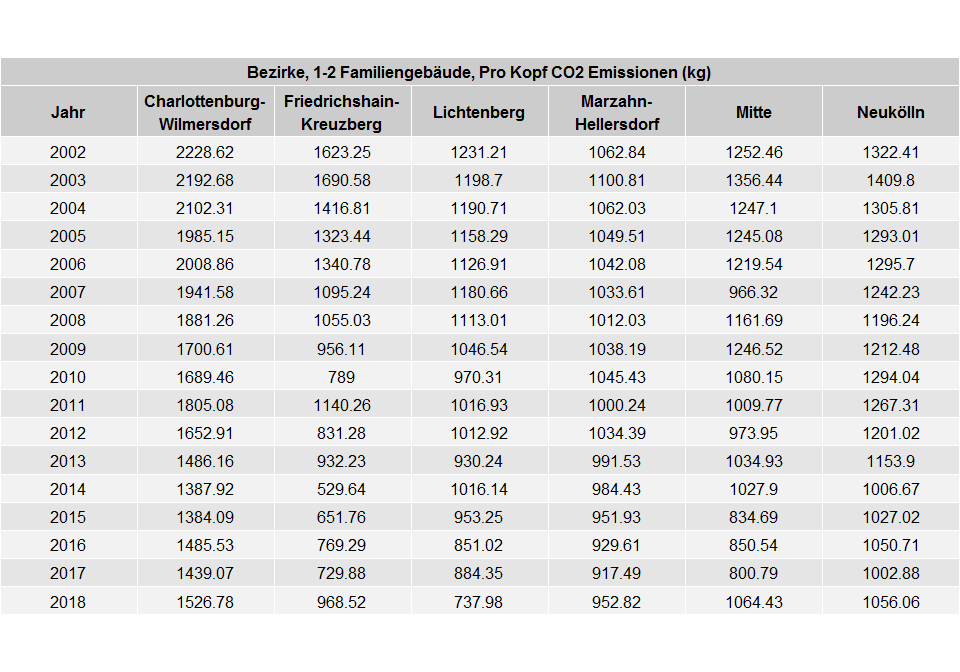 Bezirke, 1-2 Familiengebäude, Pro Kopf CO2 Emissionen (kg)
Jahr Charlottenburg-Wilmersdorf Friedrichshain-Kreuzberg Lichtenberg Marzahn-Hellersdorf Mitte Neukölln
2002 2228.62 1623.25 1231.21 1062.84 1252.46 1322.41
2003 2192.68 1690.58 1198.7 1100.81 1356.44 1409.8
2004 2102.31 1416.81 1190.71 1062.03 1247.1 1305.81
2005 1985.15 1323.44 1158.29 1049.51 1245.08 1293.01
2006 2008.86 1340.78 1126.91 1042.08 1219.54 1295.7
2007 1941.58 1095.24 1180.66 1033.61 966.32 1242.23
2008 1881.26 1055.03 1113.01 1012.03 1161.69 1196.24
2009 1700.61 956.11 1046.54 1038.19 1246.52 1212.48
2010 1689.46 789 970.31 1045.43 1080.15 1294.04
2011 1805.08 1140.26 1016.93 1000.24 1009.77 1267.31
2012 1652.91 831.28 1012.92 1034.39 973.95 1201.02
2013 1486.16 932.23 930.24 991.53 1034.93 1153.9
2014 1387.92 529.64 1016.14 984.43 1027.9 1006.67
2015 1384.09 651.76 953.25 951.93 834.69 1027.02
2016 1485.53 769.29 851.02 929.61 850.54 1050.71
2017 1439.07 729.88 884.35 917.49 800.79 1002.88
2018 1526.78 968.52 737.98 952.82 1064.43 1056.06